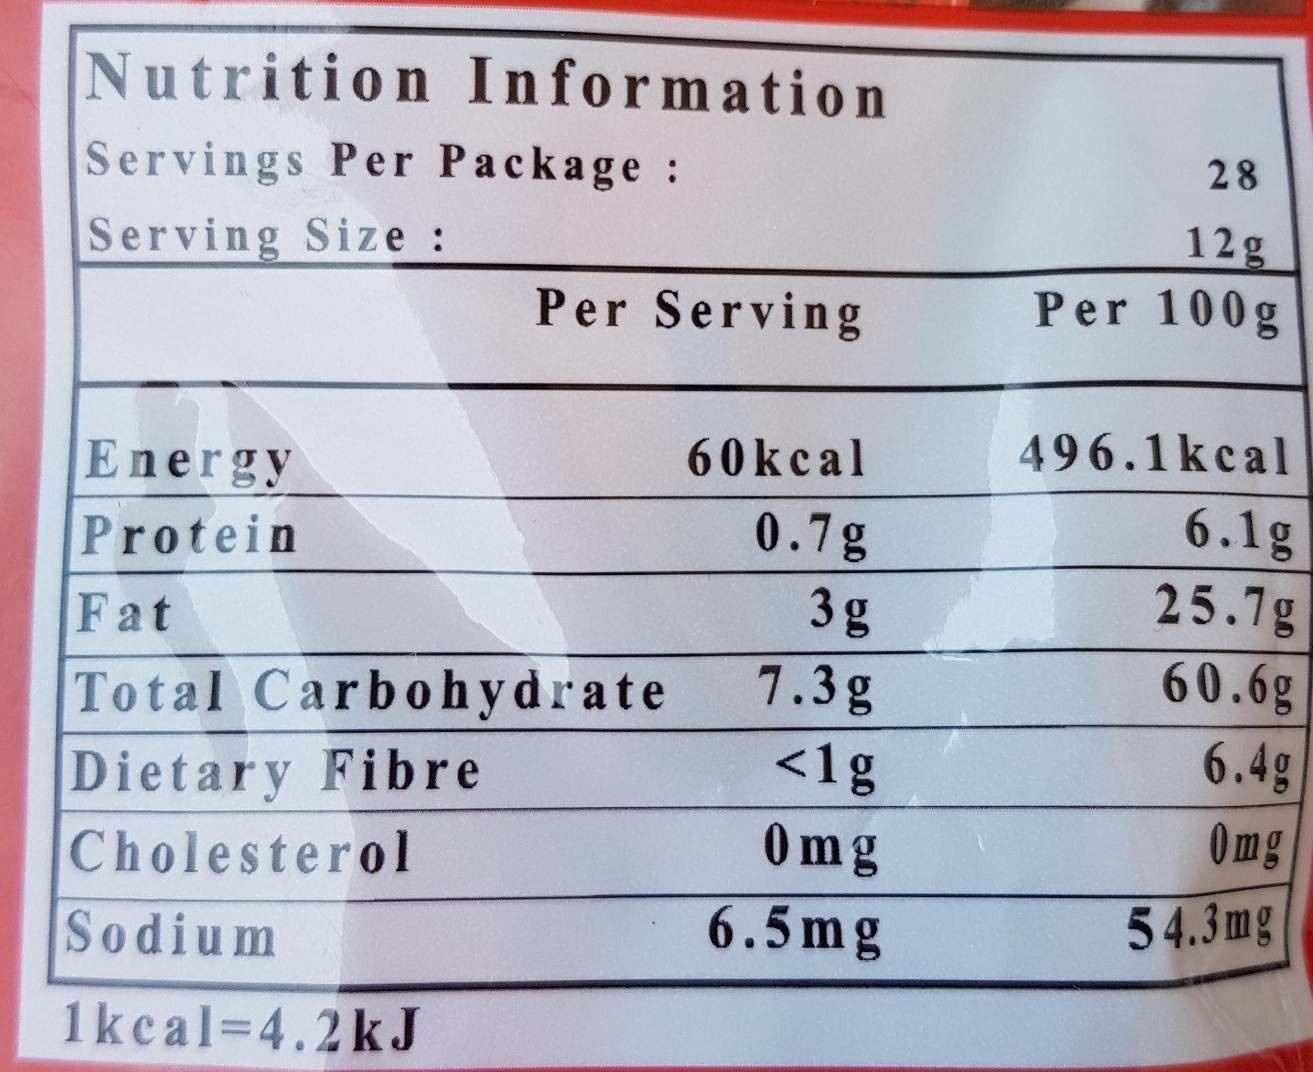 Nutrition Information
Servings Per Package : 28
Serving Size : 12g
Per Serving Per 100g
Energy 60kcal 496.1kcal
Protein 0.7g 6.1g
Fat 3g 25.7g
Total Carbohydrate 7.3g 60.6g
Dietary Fibre <1g 6.4g
Cholesterol 0mg 0mg
Sodium 6.5mg 54.3mg
1kcal=4.2kJ